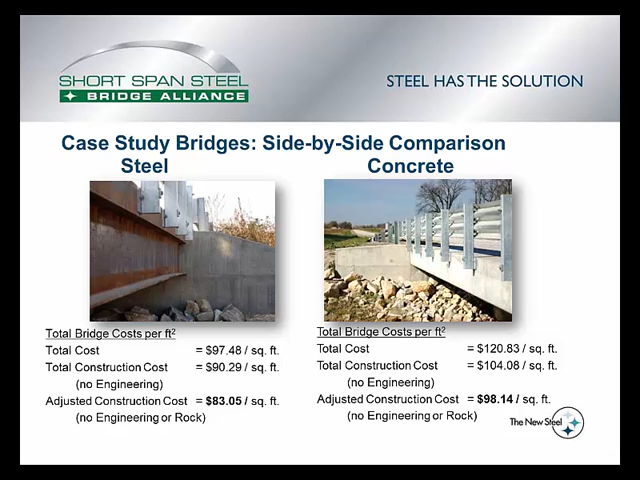 SHORT SPAN STEEL
BRIDGE ALLIANCE
STEEL HAS THE SOLUTION
Case Study Bridges: Side-by-Side Comparison
Steel
Concrete
Total Bridge Costs per ft2
Total Cost = $97.48 / sq. ft.
Total Construction Cost = $90.29 / sq. ft.
(no Engineering)
Adjusted Construction Cost = $83.05 / sq. ft.
(no Engineering or Rock)
Total Bridge Costs per ft2
Total Cost = $120.83 / sq. ft.
Total Construction Cost = $104.08 / sq. ft.
(no Engineering)
Adjusted Construction Cost = $98.14 / sq. ft.
(no Engineering or Rock)
The New Steel